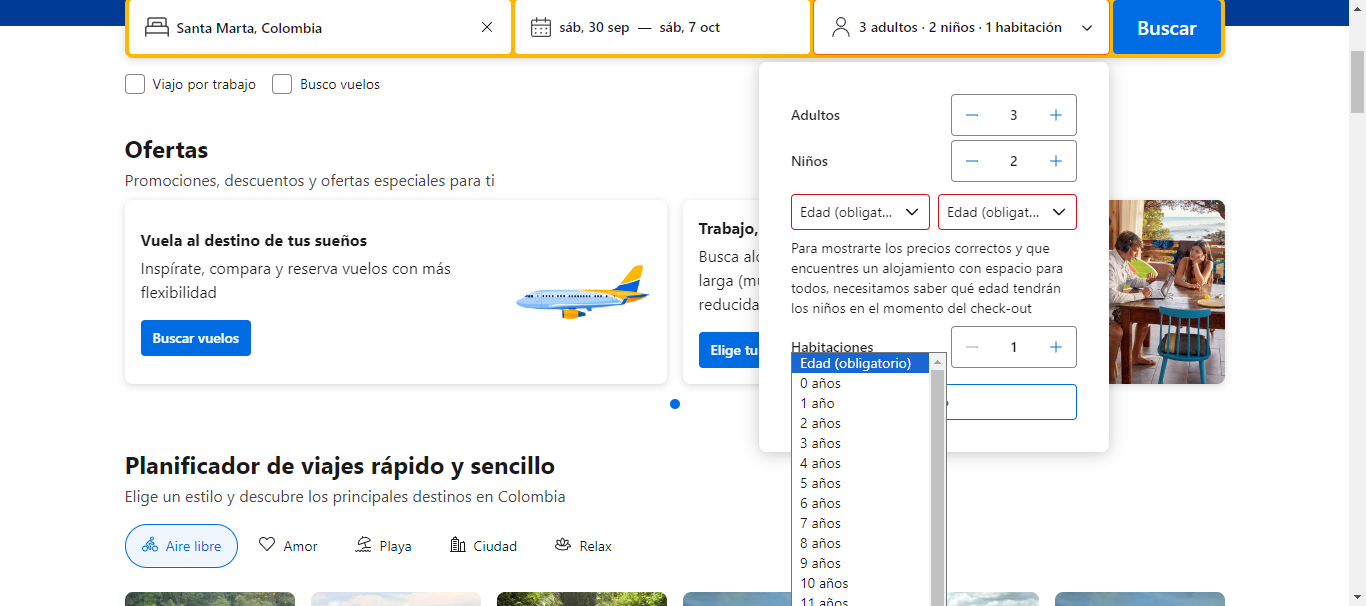 Santa Marta, Colombia
sáb, 30 sep — sáb, 7 oct
3 adultos · 2 niños · 1 habitación
Buscar
Viajo por trabajo
Busco vuelos
Ofertas
Promociones, descuentos y ofertas especiales para ti
Vuela al destino de tus sueños
Inspírate, compara y reserva vuelos con más
flexibilidad
Buscar vuelos
Trabajo,
Busca
larga
reducida
Elige tu
Adultos
3
Niños
2
Edad (obligat...
Edad (obligat...
Para mostrarte los precios correctos y que
encuentres un alojamiento con espacio para
todos, necesitamos saber qué edad tendrán
los niños en el momento del check-out
Habitaciones
1
Edad (obligatorio)
0 años
1 año
2 años
3 años
4 años
5 años
6 años
7 años
8 años
9 años
10 años
11 años
Planificador de viajes rápido y sencillo
Elige un estilo y descubre los principales destinos en Colombia
Aire libre
Amor
Playa
Ciudad
Relax